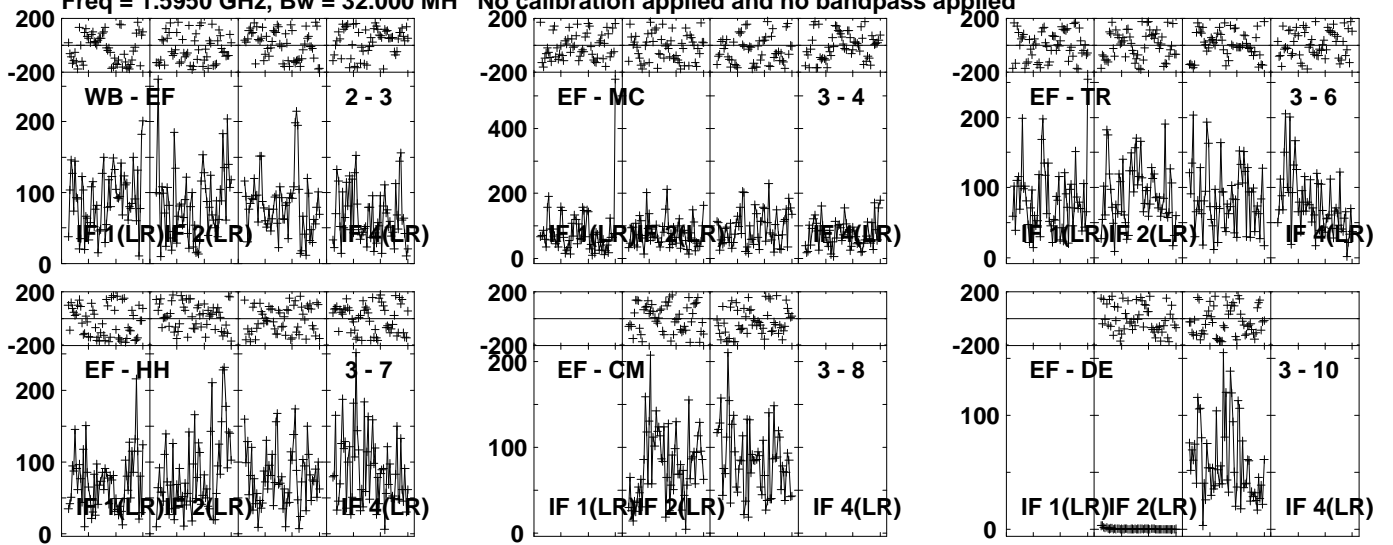 Freq = 1.5950 GHz, Bw = 32.000 MH No calibration applied and no bandpass applied
200
-200
WB - EF 2 - 3
200
100
0
IF 1(LR) IF 2(LR) IF 4(LR)
-200
EF - MC 3 - 4
400
200
0
IF 1(LR) IF 2(LR) IF 4(LR)
200
-200
EF - TR 3 - 6
200
100
0
IF 1(LR) IF 2(LR) IF 4(LR)
200
-200
EF - HH 3 - 7
200
100
0
IF 1(LR) IF 2(LR) IF 4(LR)
200
-200
EF - CM 3 - 8
200
100
0
IF 1(LR) IF 2(LR) IF 4(LR)
200
-200
EF - DE 3 - 10
100
0
IF 1(LR) IF 2(LR) IF 4(LR)